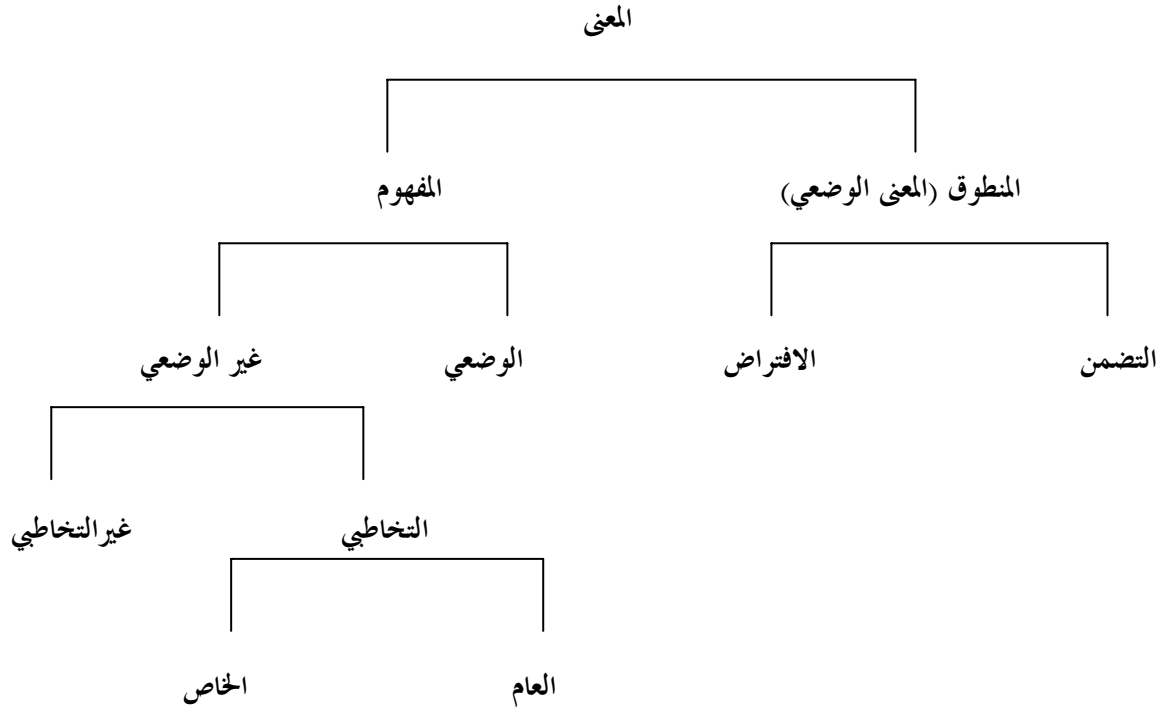 المعنى
المنطوق (المعنى الوضعي) المفهوم
التضمن الافتراض الوضعي غير الوضعي
التخاطبي غيرالتخاطبي
العام الخاص